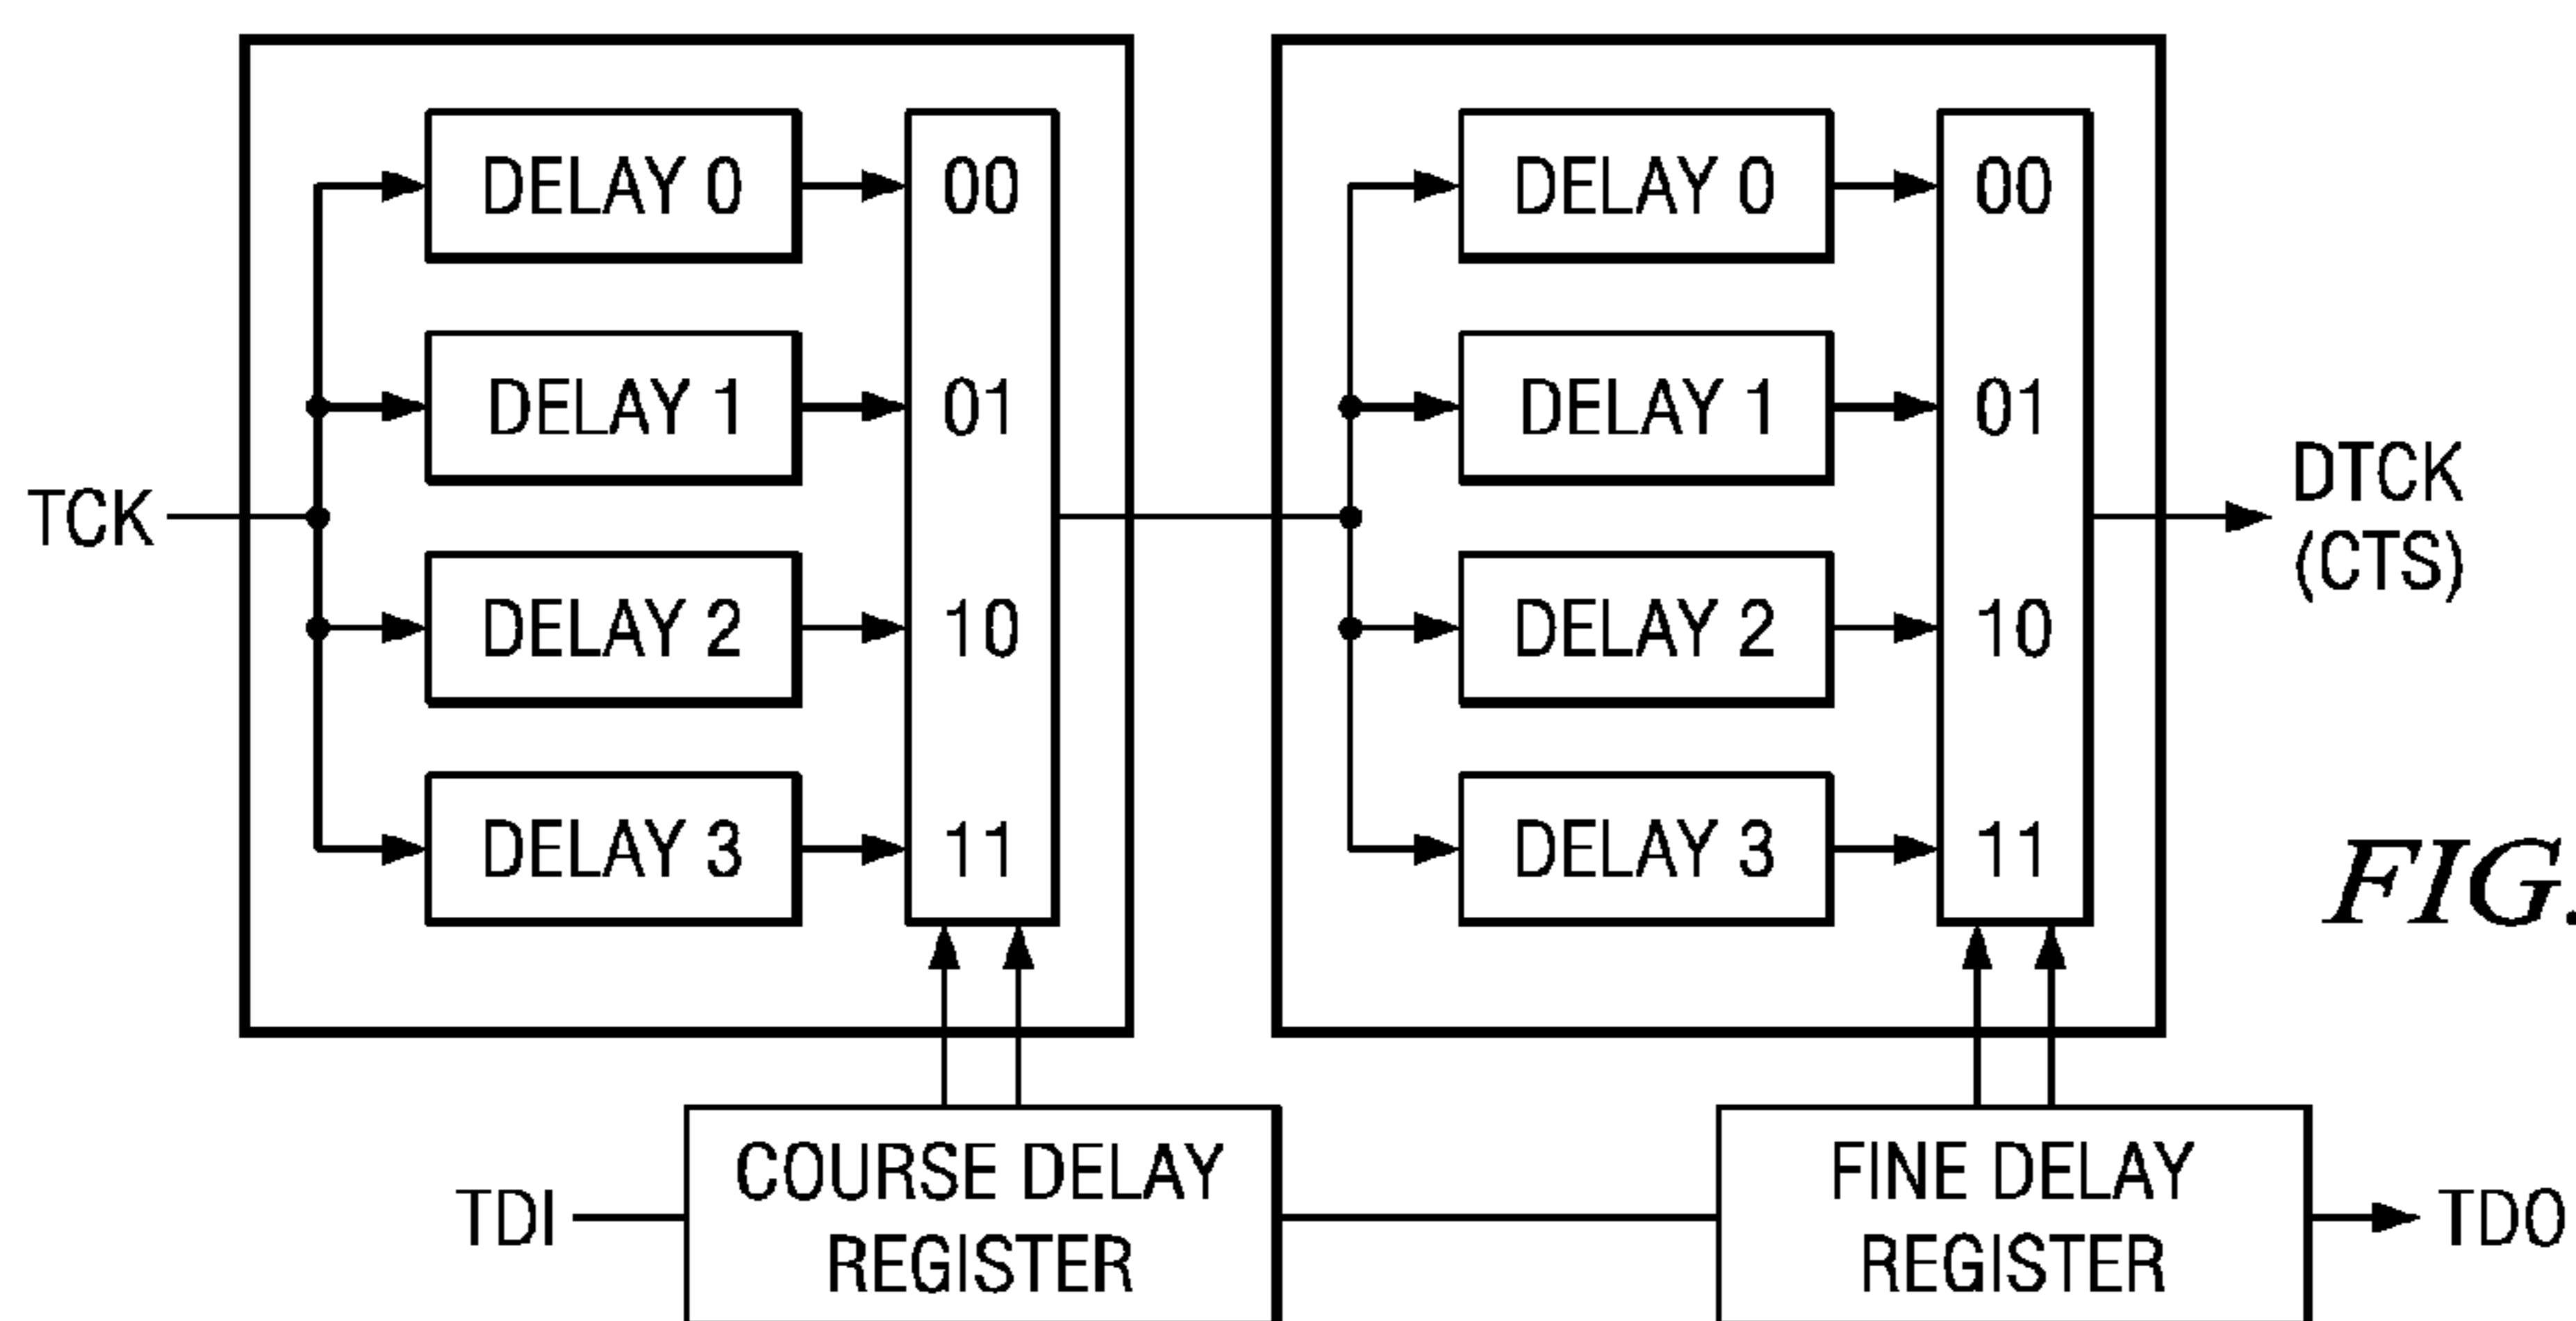 TCK
DELAY 0
DELAY 1
DELAY 2
DELAY 3
00
01
10
11
DELAY 0
DELAY 1
DELAY 2
DELAY 3
00
01
10
11
DTCK
(CTS)
FIG.
TDI
COURSE DELAY
REGISTER
FINE DELAY
REGISTER
TDO